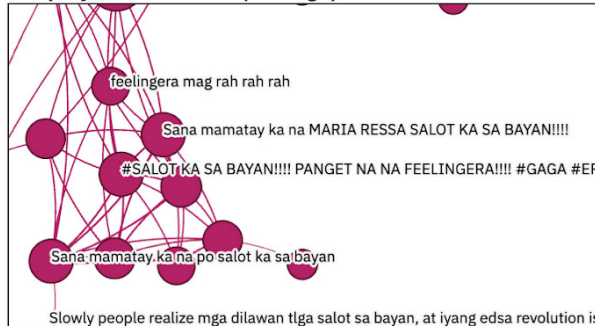 feelingera mag rah rah rah
Sana mamatay ka na MARIA RESSA SALOT KA SA BAYAN!!!!
#SALOT KA SA BAYAN!!!! PANGET NA NA FEELINGERA!!!! #GAGA
Sana mamatay ka na po salot ka sa bayan
Slowly people realize mga dilawan tlga salot sa bayan, at iyang edsa revolution is